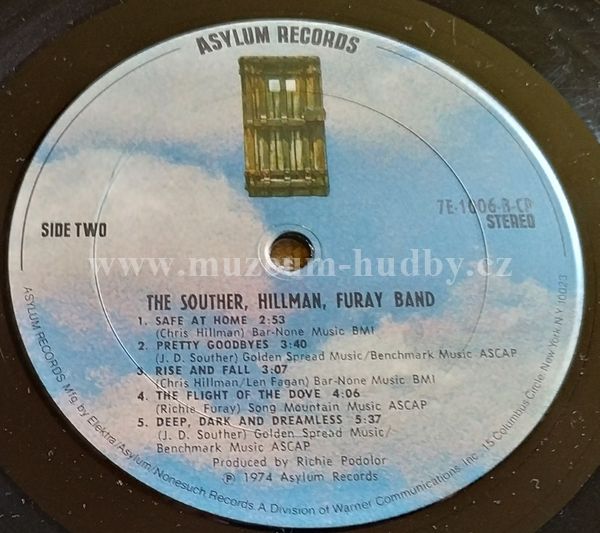 ASYLUM RECORDS
7E-1006-B-CP
STEREO
SIDE TWO
www.muzeum-hudby.cz
THE SOUTHER, HILLMAN, FURAY BAND
1. SAFE AT HOME 2:53
(Chris Hillman) Bar-None Music BMI
2. PRETTY GOODBYES 3:40
(J. D. Souther) Golden Spread Music/Benchmark Music ASCAP
3. RISE AND FALL 3:07
(Chris Hillman/Len Fagan) Bar-None Music BMI
4. THE FLIGHT OF THE DOVE 4:06
(Richie Furay) Song Mountain Music ASCAP
5. DEEP, DARK AND DREAMLESS 5:37
(J. D. Souther) Golden Spread Music/
Benchmark Music ASCAP
Produced by Richie Podolor
℗ 1974 Asylum Records
ASYLUM RECORDS Mfg. by Elektra/Asylum/Nonesuch Records. A Division of Warner Communications, Inc., 15 Columbus Circle, New York, N.Y. 10023